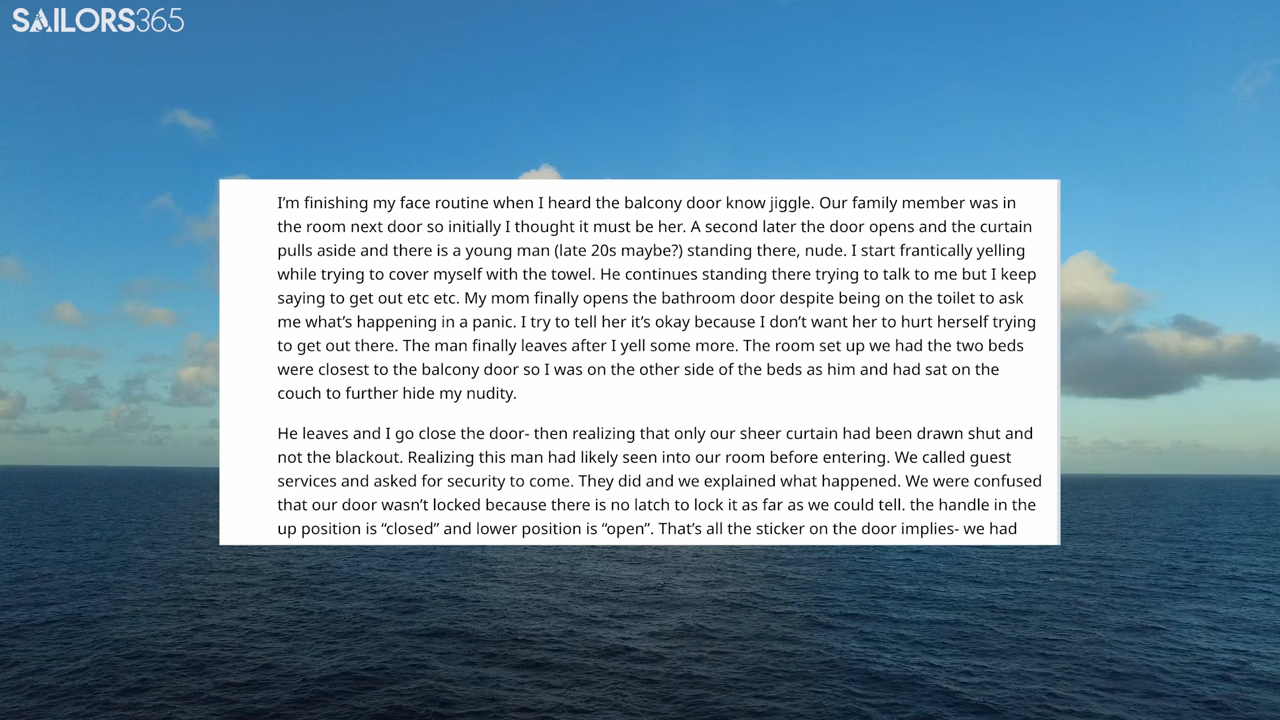 SAILORS365
I'm finishing my face routine when I heard the balcony door know jiggle. Our family member was in
the room next door so initially I thought it must be her. A second later the door opens and the curtain
pulls aside and there is a young man (late 20s maybe?) standing there, nude. I start frantically yelling
while trying to cover myself with the towel. He continues standing there trying to talk to me but I keep
saying to get out etc etc. My mom finally opens the bathroom door despite being on the toilet to ask
me what's happening in a panic. I try to tell her it's okay because I don't want her to hurt herself trying
to get out there. The man finally leaves after I yell some more. The room set up we had the two beds
were closest to the balcony door so I was on the other side of the beds as him and had sat on the
couch to further hide my nudity.
He leaves and I go close the door- then realizing that only our sheer curtain had been drawn shut and
not the blackout. Realizing this man had likely seen into our room before entering. We called guest
services and asked for security to come. They did and we explained what happened. We were confused
that our door wasn't locked because there is no latch to lock it as far as we could tell. the handle in the
up position is “closed” and lower position is “open”. That's all the sticker on the door implies- we had